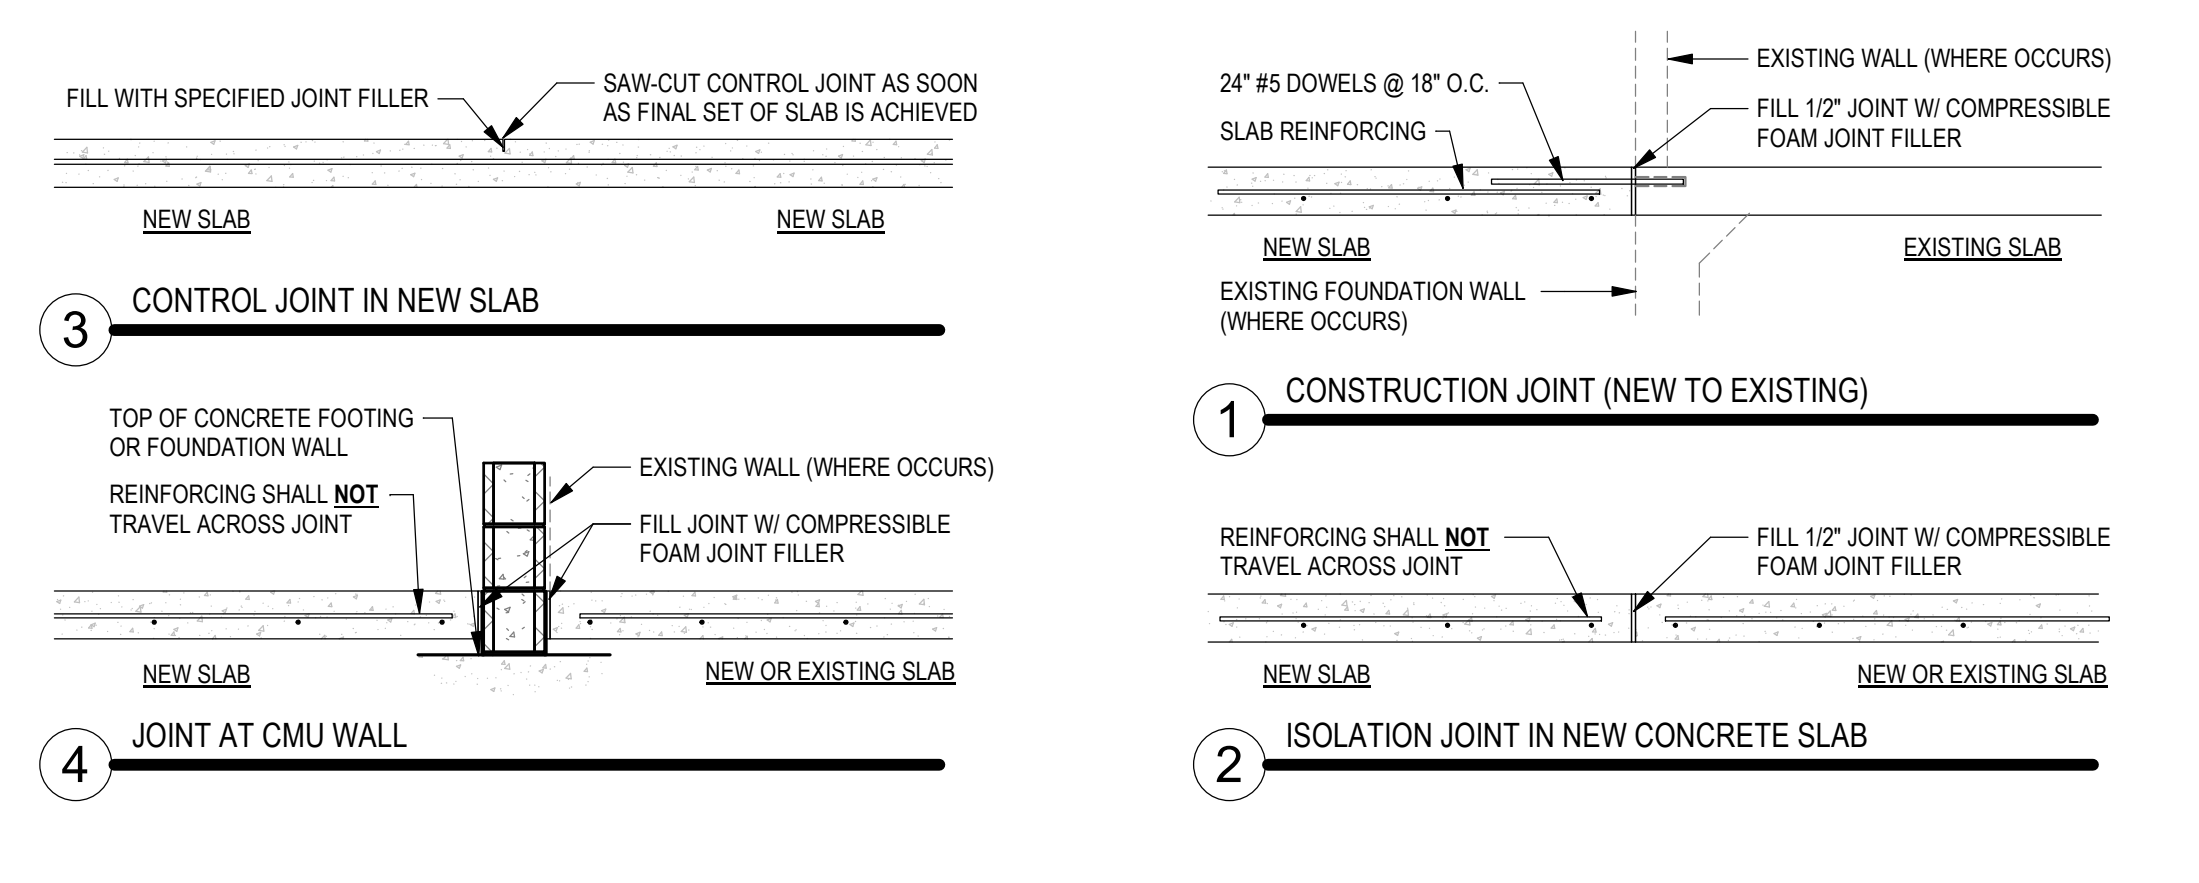 FILL WITH SPECIFIED JOINT FILLER
SAW-CUT CONTROL JOINT AS SOON
AS FINAL SET OF SLAB IS ACHIEVED
NEW SLAB
NEW SLAB
3
CONTROL JOINT IN NEW SLAB
24" #5 DOWELS @ 18" O.C.
SLAB REINFORCING
EXISTING WALL (WHERE OCCURS)
FILL 1/2" JOINT W/ COMPRESSIBLE
FOAM JOINT FILLER
NEW SLAB
EXISTING SLAB
EXISTING FOUNDATION WALL
(WHERE OCCURS)
1
CONSTRUCTION JOINT (NEW TO EXISTING)
TOP OF CONCRETE FOOTING
OR FOUNDATION WALL
REINFORCING SHALL NOT
TRAVEL ACROSS JOINT
EXISTING WALL (WHERE OCCURS)
FILL JOINT W/ COMPRESSIBLE
FOAM JOINT FILLER
NEW SLAB
NEW OR EXISTING SLAB
4
JOINT AT CMU WALL
REINFORCING SHALL NOT
TRAVEL ACROSS JOINT
FILL 1/2" JOINT W/ COMPRESSIBLE
FOAM JOINT FILLER
NEW SLAB
NEW OR EXISTING SLAB
2
ISOLATION JOINT IN NEW CONCRETE SLAB